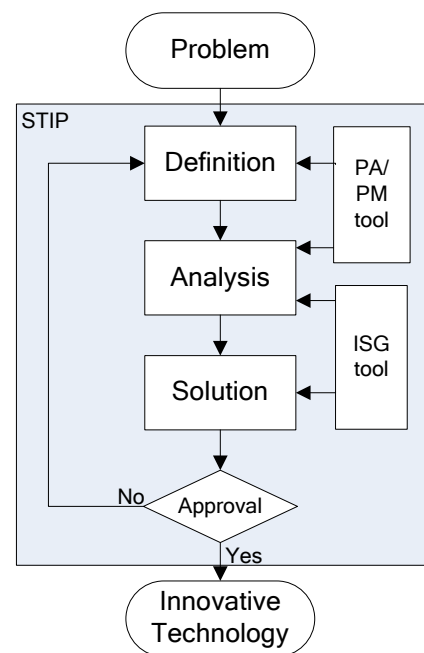 Problem
STIP
Definition
PA/
PM
tool
Analysis
ISG
tool
Solution
Approval
No
Yes
Innovative
Technology